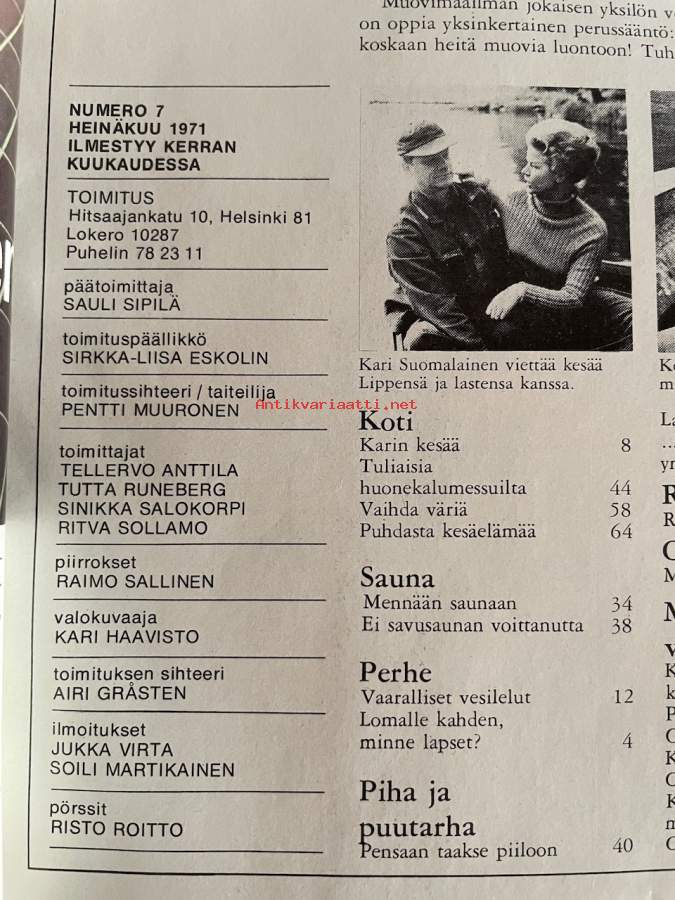 Muovimaailman jokaisen yksilön
on oppia yksinkertainen perussääntö:
koskaan heitä muovia luontoon!
NUMERO 7
HEINÄKUU 1971
ILMESTYY KERRAN
KUUKAUDESSA
TOIMITUS
Hitsaajankatu 10, Helsinki 81
Lokero 10287
Puhelin 78 23 11
päätoimittaja
SAULI SIPILÄ
toimituspäällikkö
SIRKKA-LIISA ESKOLIN
toimitussihteeri / taiteilija
PENTTI MUURONEN
toimittajat
TELLERVO ANTTILA
TUTTA RUNEBERG
SINIKKA SALOKORPI
RITVA SOLLAMO
piirrokset
RAIMO SALLINEN
valokuvaaja
KARI HAAVISTO
toimituksen sihteeri
AIRI GRÅSTEN
ilmoitukset
JUKKA VIRTA
SOILI MARTIKAINEN
pörssit
RISTO ROITTO
Kari Suomalainen viettää kesää
Lippensä ja lastensa kanssa.
Antikvariaatti.net
Koti
Karin kesää 8
Tuliaisia
huonekalumessuilta 44
Vaihda väriä 58
Puhdasta kesäelämää 64
Sauna
Mennään saunaan 34
Ei savusaunan voittanutta 38
Perhe
Vaaralliset vesilelut 12
Lomalle kahden,
minne lapset? 4
Piha ja
puutarha
Pensaan taakse piiloon 40